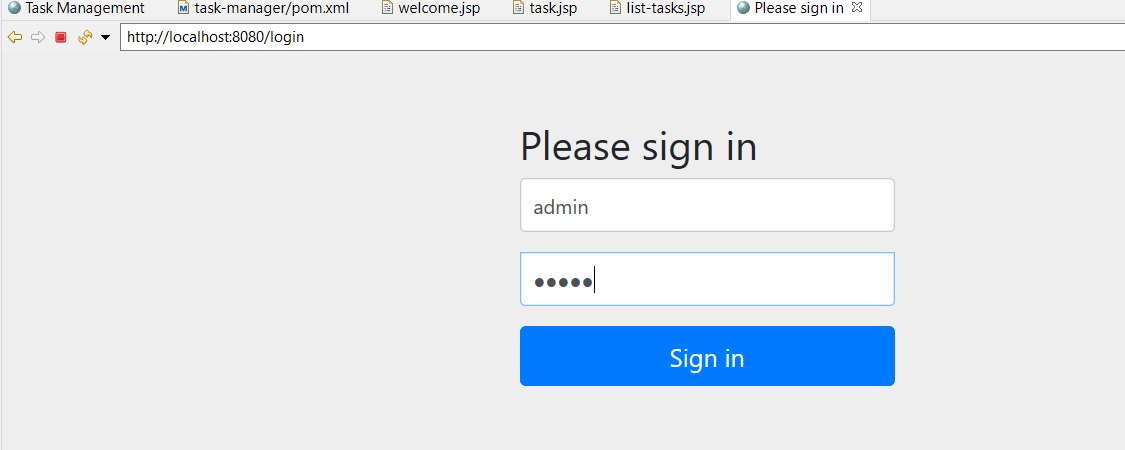 Task Management task-manager/pom.xml welcome.jsp task.jsp list-tasks.jsp Please sign in
http://localhost:8080/login
Please sign in
admin
•••••
Sign in